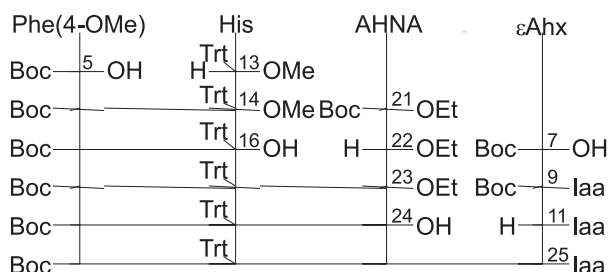 Phe(4-OMe) His AHNA εAhx
Boc 5 OH H Trt 13 OMe
Boc Trt 14 OMe Boc 21 OEt
Boc Trt 16 OH H 22 OEt Boc 7 OH
Boc Trt 23 OEt Boc 9 Iaa
Boc Trt 24 OH H 11 Iaa
Boc Trt 25 Iaa